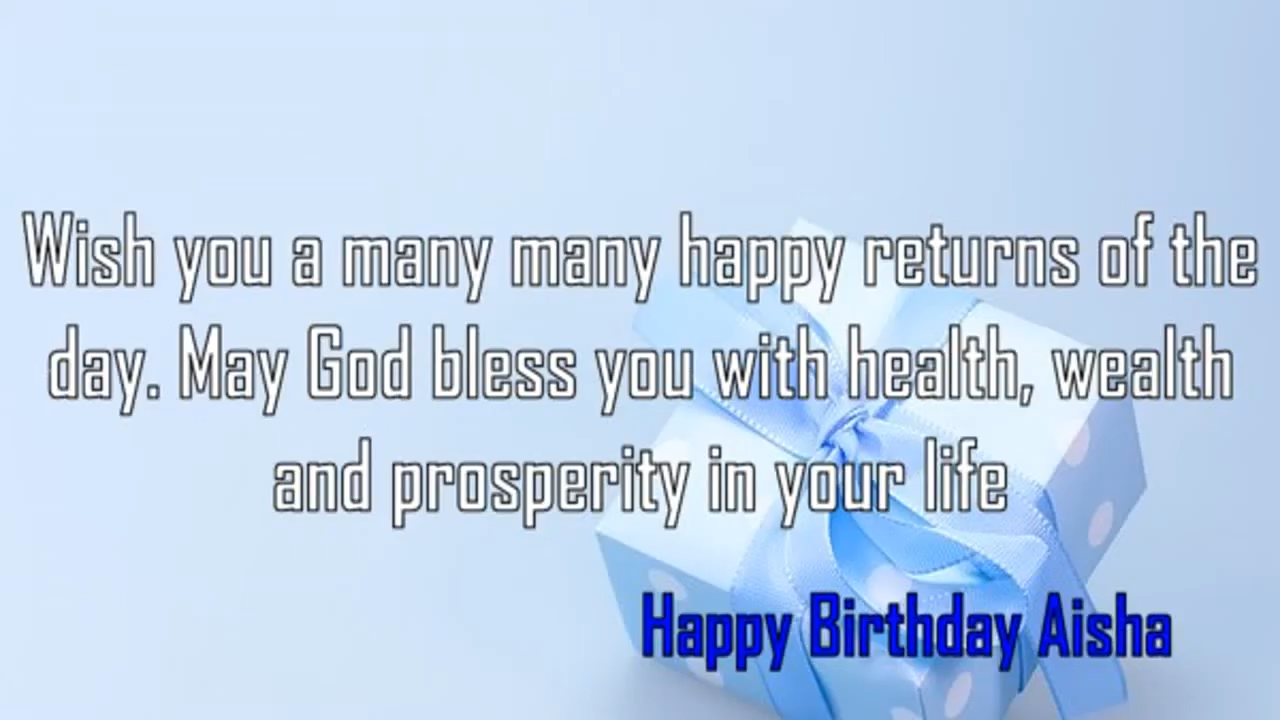 Wish you a many many happy returns of the
day. May God bless you with health, wealth
and prosperity in your life
Happy Birthday Aisha